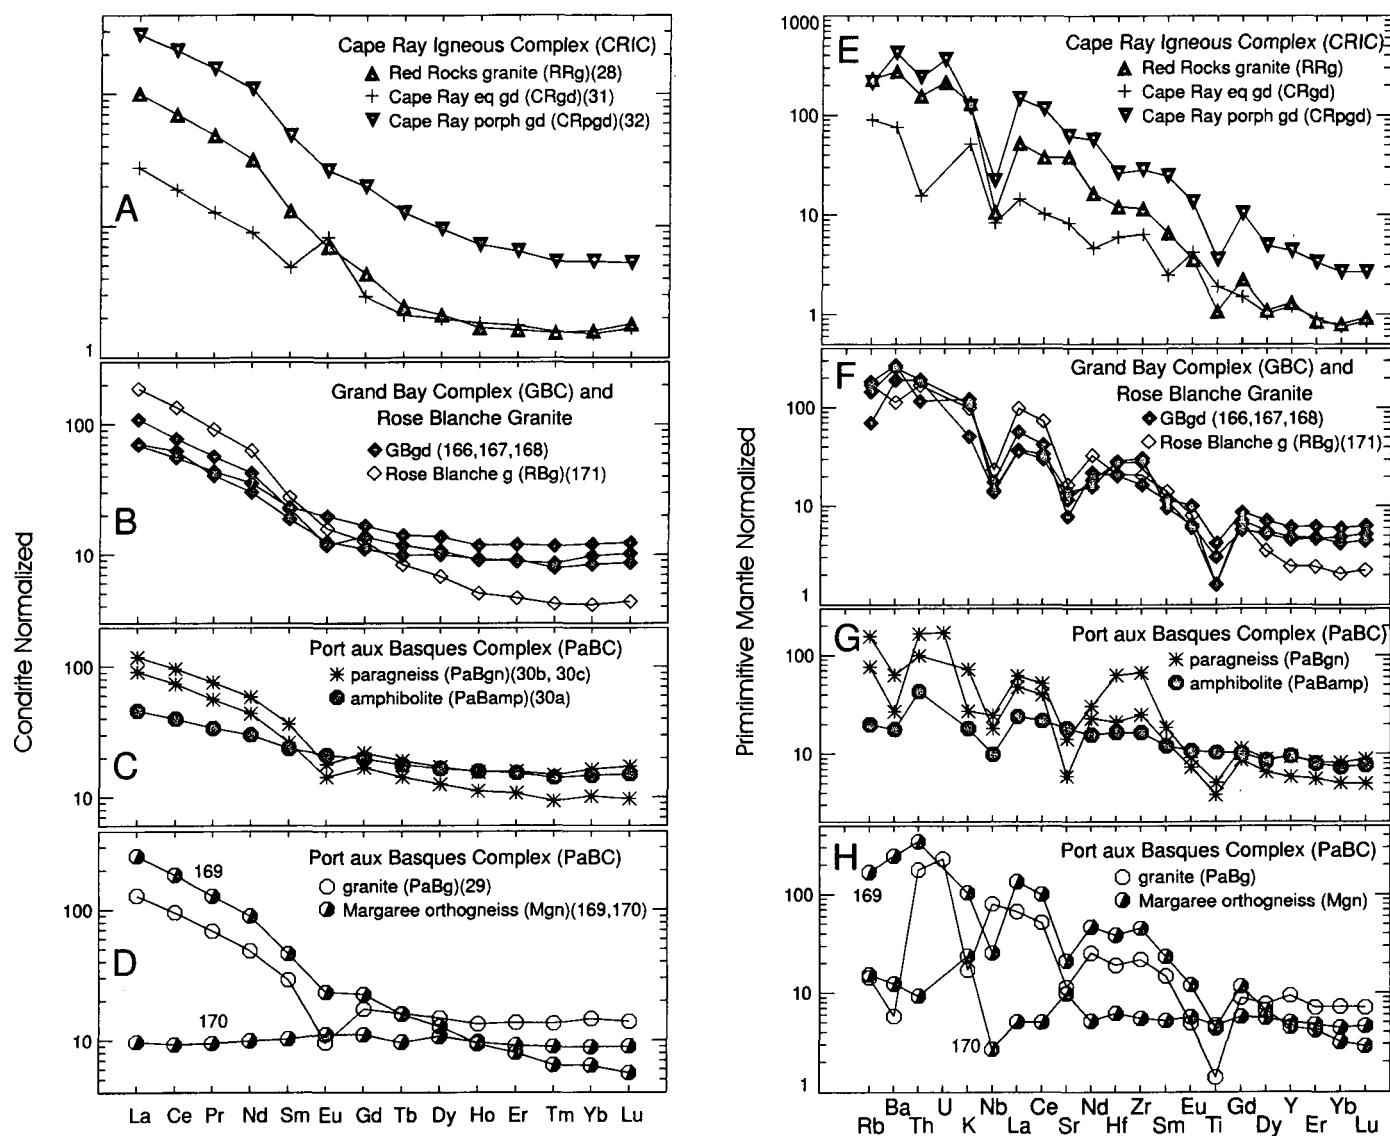 Condrite Normalized
A
Cape Ray Igneous Complex (CRIC)
Red Rocks granite (RRg)(28)
Cape Ray eq gd (CRgd)(31)
Cape Ray porph gd (CRpgd)(32)
1
B
Grand Bay Complex (GBC) and
Rose Blanche Granite
GBgd (166,167,168)
Rose Blanche g (RBg)(171)
100
10
C
Port aux Basques Complex (PaBC)
paragneiss (PaBgn)(30b, 30c)
amphibolite (PaBamp)(30a)
100
10
D
Port aux Basques Complex (PaBC)
granite (PaBg)(29)
Margaree orthogneiss (Mgn)(169,170)
169
170
100
10
La Ce Pr Nd Sm Eu Gd Tb Dy Ho Er Tm Yb Lu
Primrimitive Mantle Normalized
E
Cape Ray Igneous Complex (CRIC)
Red Rocks granite (RRg)
Cape Ray eq gd (CRgd)
Cape Ray porph gd (CRpgd)
1000
100
10
1
F
Grand Bay Complex (GBC) and
Rose Blanche Granite
GBgd (166,167,168)
Rose Blanche g (RBg)(171)
100
10
1
G
Port aux Basques Complex (PaBC)
paragneiss (PaBgn)
amphibolite (PaBamp)
100
10
H
Port aux Basques Complex (PaBC)
granite (PaBg)
Margaree orthogneiss (Mgn)
169
170
100
10
1
Ba U Nb Ce Nd Zr Eu Gd Y Yb
Rb Th K La Sr Hf Sm Ti Dy Er Lu